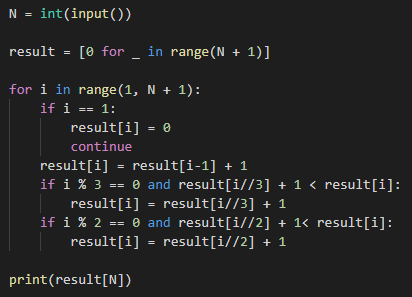 N = int(input())

result = [0 for _ in range(N + 1)]

for i in range(1, N + 1):
    if i == 1:
        result[i] = 0
        continue
    result[i] = result[i-1] + 1
    if i % 3 == 0 and result[i//3] + 1 < result[i]:
        result[i] = result[i//3] + 1
    if i % 2 == 0 and result[i//2] + 1< result[i]:
        result[i] = result[i//2] + 1

print(result[N])